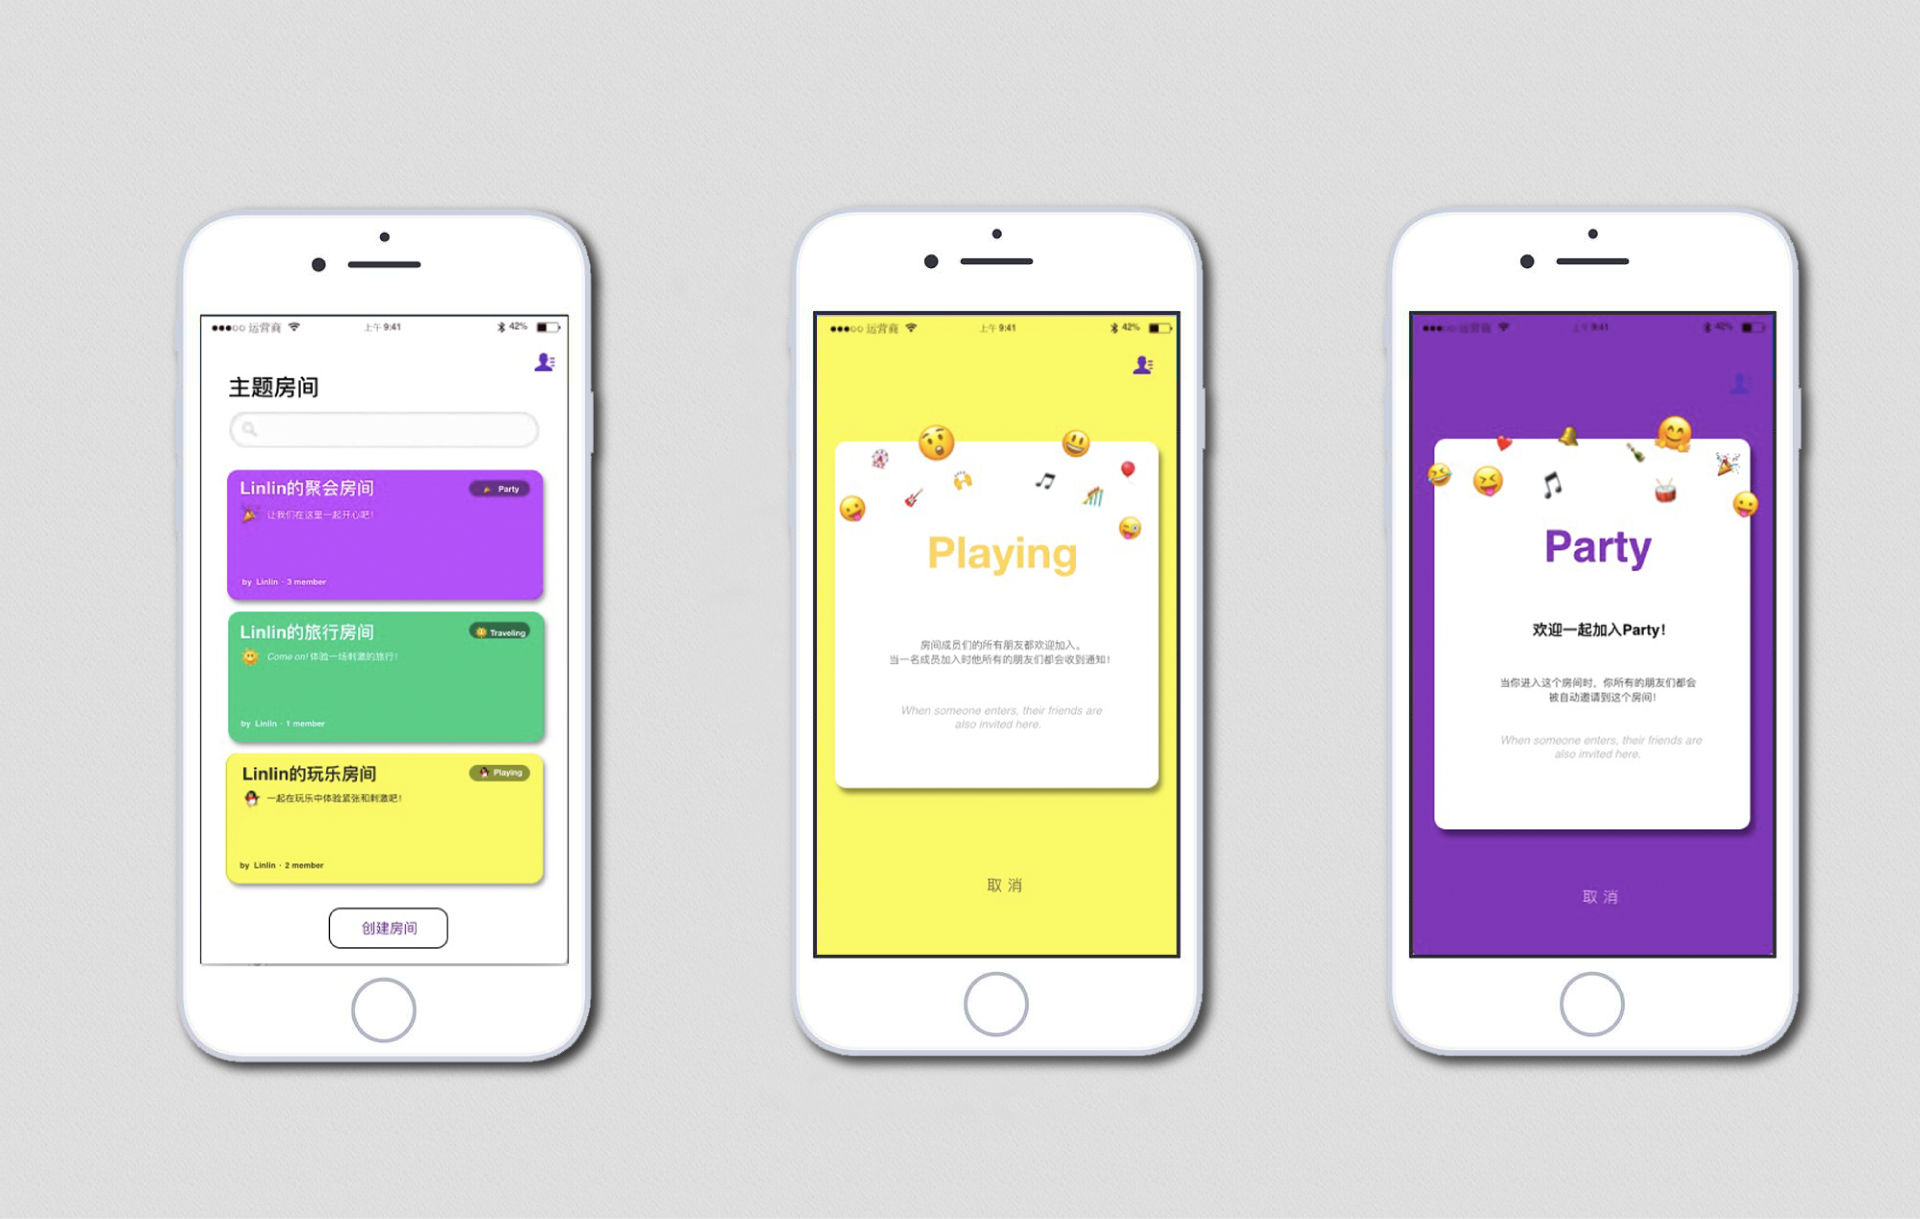 运营商
上午 9:41
42%
主题房间
Linlin的聚会房间
Party
让我们在这里一起开心吧！
by Linlin · 3 member
Linlin的旅行房间
Traveling
Come on! 体验一场刺激的旅行！
by Linlin · 1 member
Linlin的玩乐房间
Playing
一起在玩乐中体验紧张和刺激吧！
by Linlin · 2 member
创建房间
运营商
上午 9:41
42%
Playing
房间成员们的所有朋友都欢迎加入。
当一名成员加入时他所有的朋友们都会收到通知！
When someone enters, their friends are
also invited here.
取 消
运营商
上午 9:41
42%
Party
欢迎一起加入Party！
当你进入这个房间时，你所有的朋友们都会
被自动邀请到这个房间！
When someone enters, their friends are
also invited here.
取 消